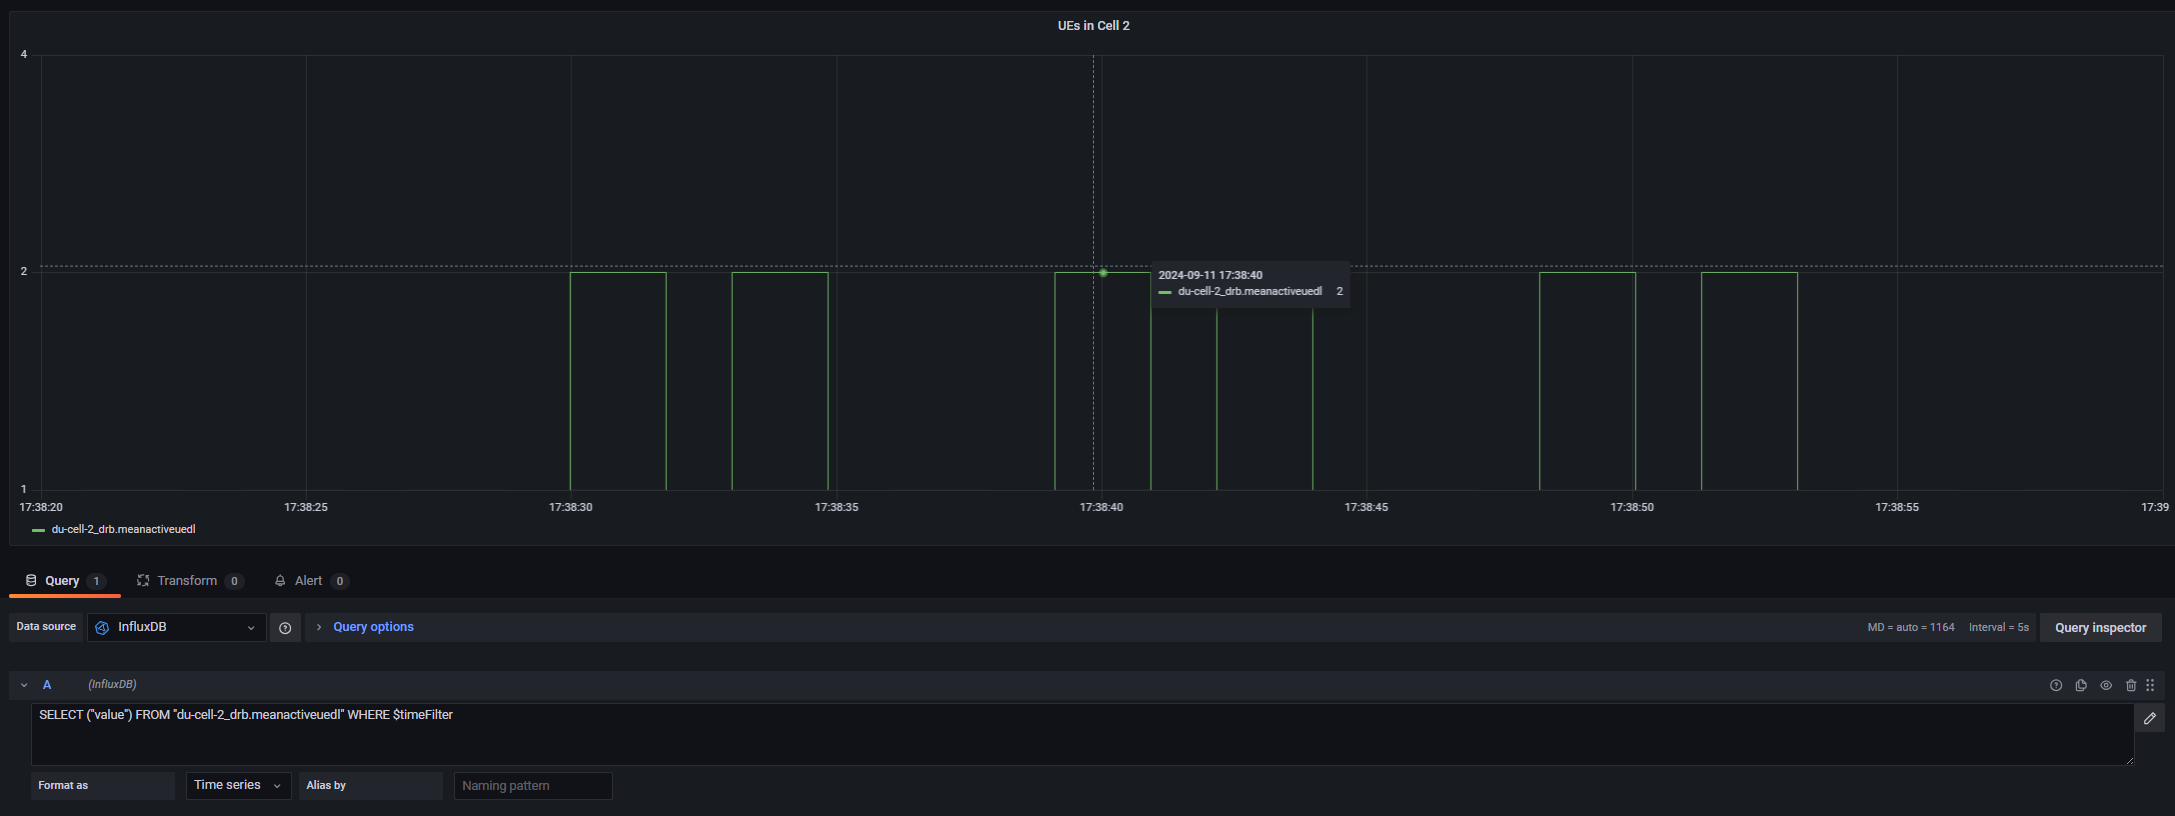 UEs in Cell 2
4
2
1
2024-09-11 17:38:40
du-cell-2_drb.meanactiveuedl 2
17:38:20 17:38:25 17:38:30 17:38:35 17:38:40 17:38:45 17:38:50 17:38:55 17:39
du-cell-2_drb.meanactiveuedl
Query 1 Transform 0 Alert 0
Data source InfluxDB Query options MD = auto = 1164 Interval = 5s Query inspector
A (InfluxDB)
SELECT ("value") FROM "du-cell-2_drb.meanactiveuedl" WHERE $timeFilter
Format as Time series Alias by Naming pattern